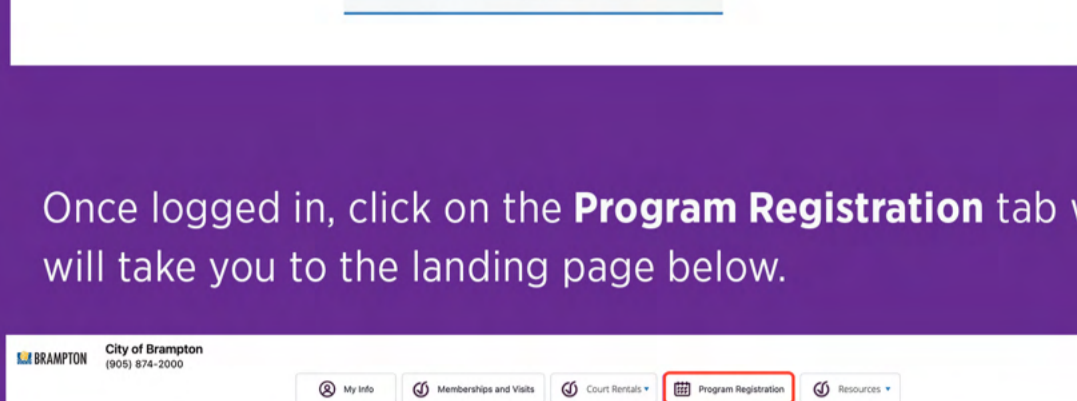 Once logged in, click on the Program Registration tab
will take you to the landing page below.
BRAMPTON
City of Brampton
(905) 874-2000
My Info
Memberships and Visits
Court Rentals
Program Registration
Resources